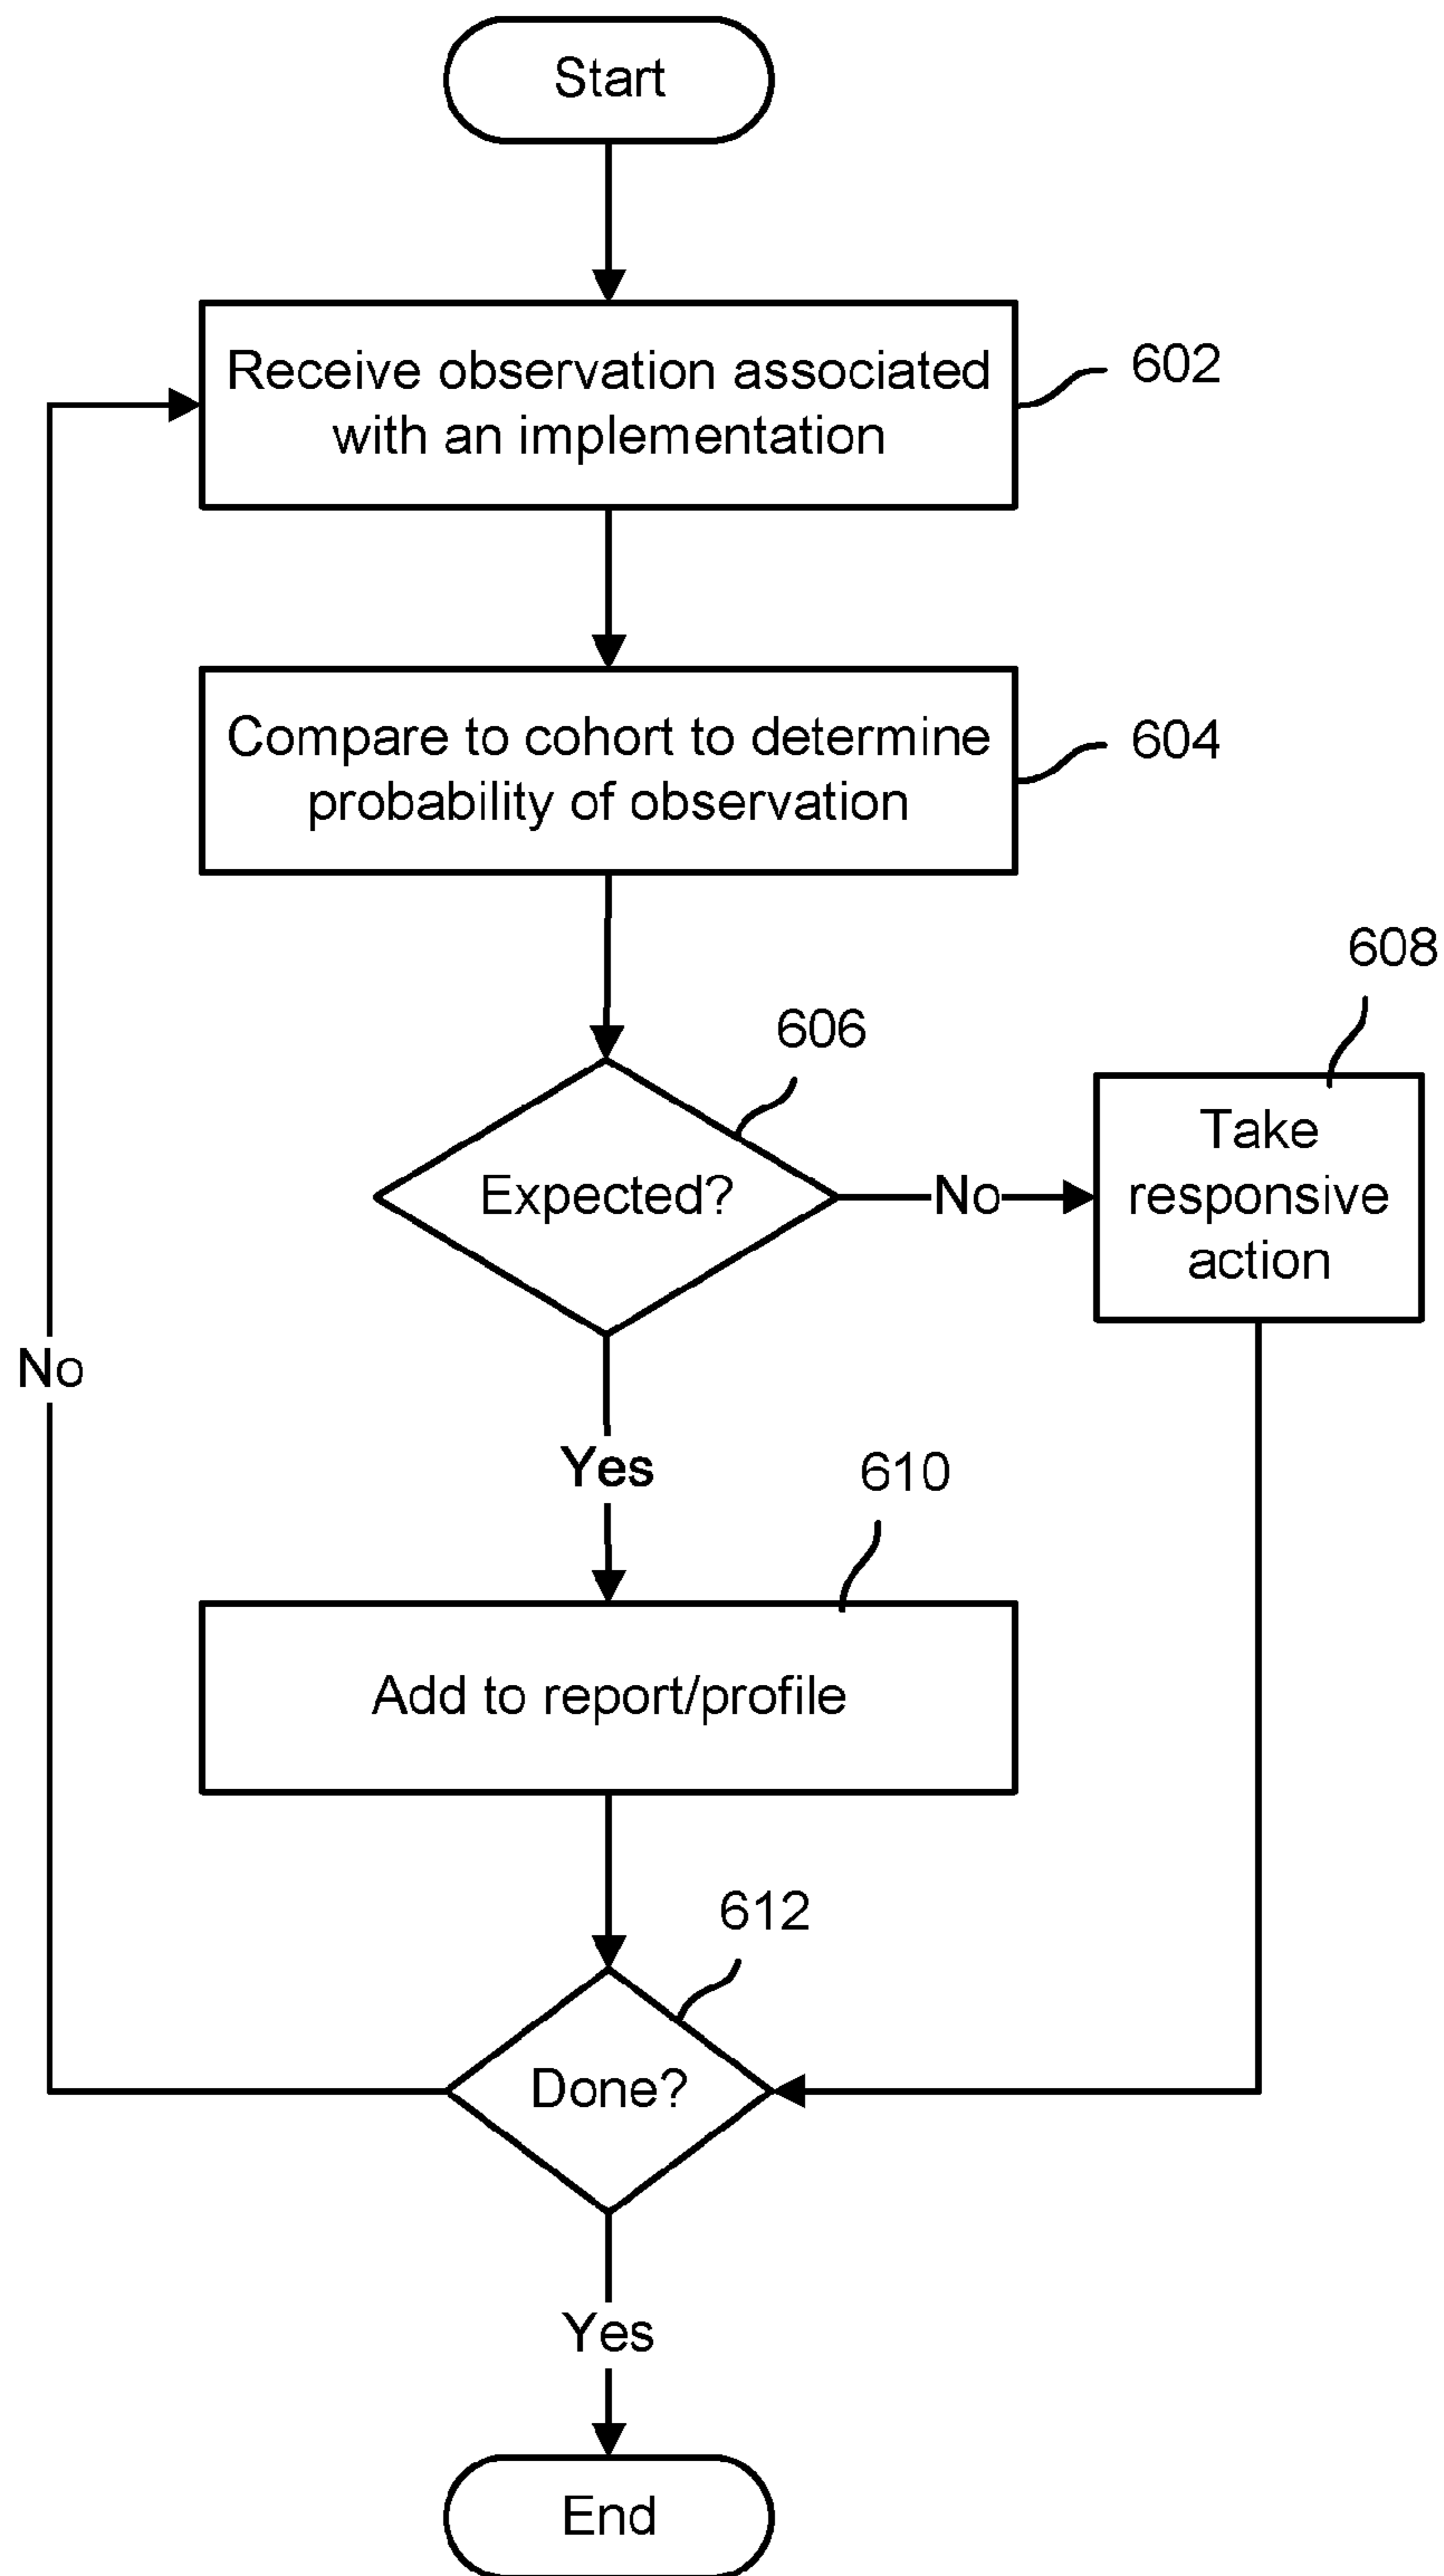 Start
Receive observation associated
with an implementation
602
Compare to cohort to determine
probability of observation
604
606
608
Expected?
No
Take
responsive
action
No
Yes
610
Add to report/profile
612
Done?
Yes
End